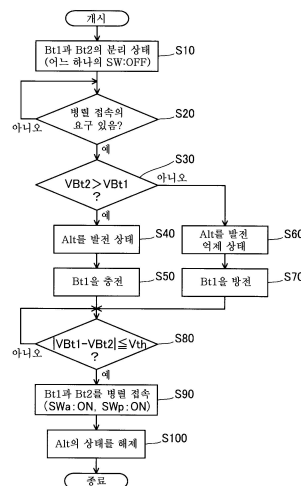 개시
Bt1과 Bt2의 분리 상태
(어느 하나의 SW:OFF)
S10
병렬 접속의
요구 있음?
S20
아니오
예
S30
VBt2>VBt1
?
아니오
예
Alt를 발전 상태
S40
Alt를 발전
억제 상태
S60
Bt1을 충전
S50
Bt1을 방전
S70
|VBt1-VBt2|≦Vth
?
S80
아니오
예
Bt1과 Bt2를 병렬 접속
(SWa:ON, SWp:ON)
S90
Alt의 상태를 해제
S100
종료